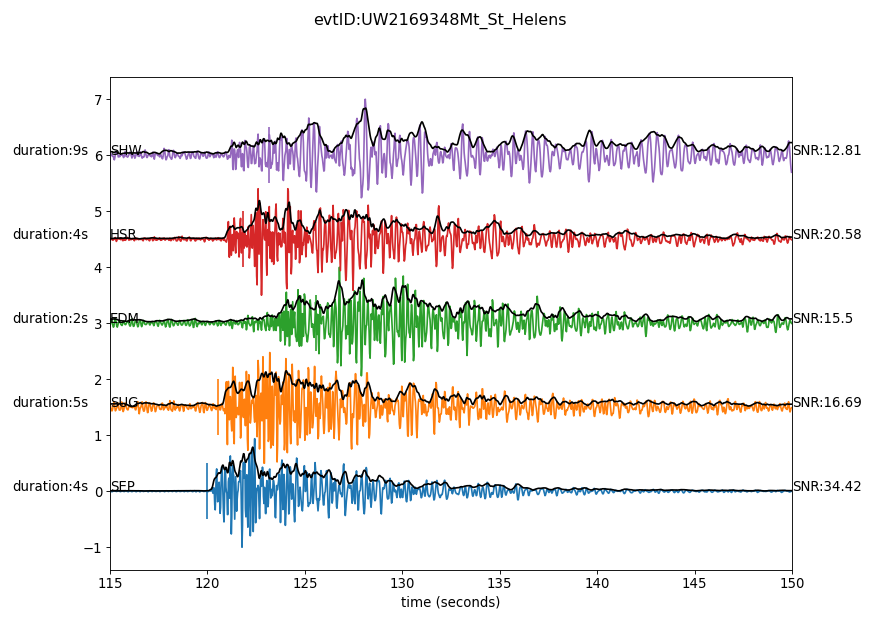 evtID:UW2169348Mt_St_Helens
7
duration:9s SHW 6 SNR:12.81
5
duration:4s HSR SNR:20.58
4
duration:2s EDM 3 SNR:15.5
2
duration:5s SUG SNR:16.69
1
duration:4s SEP 0 SNR:34.42
−1
115 120 125 130 135 140 145 150
time (seconds)